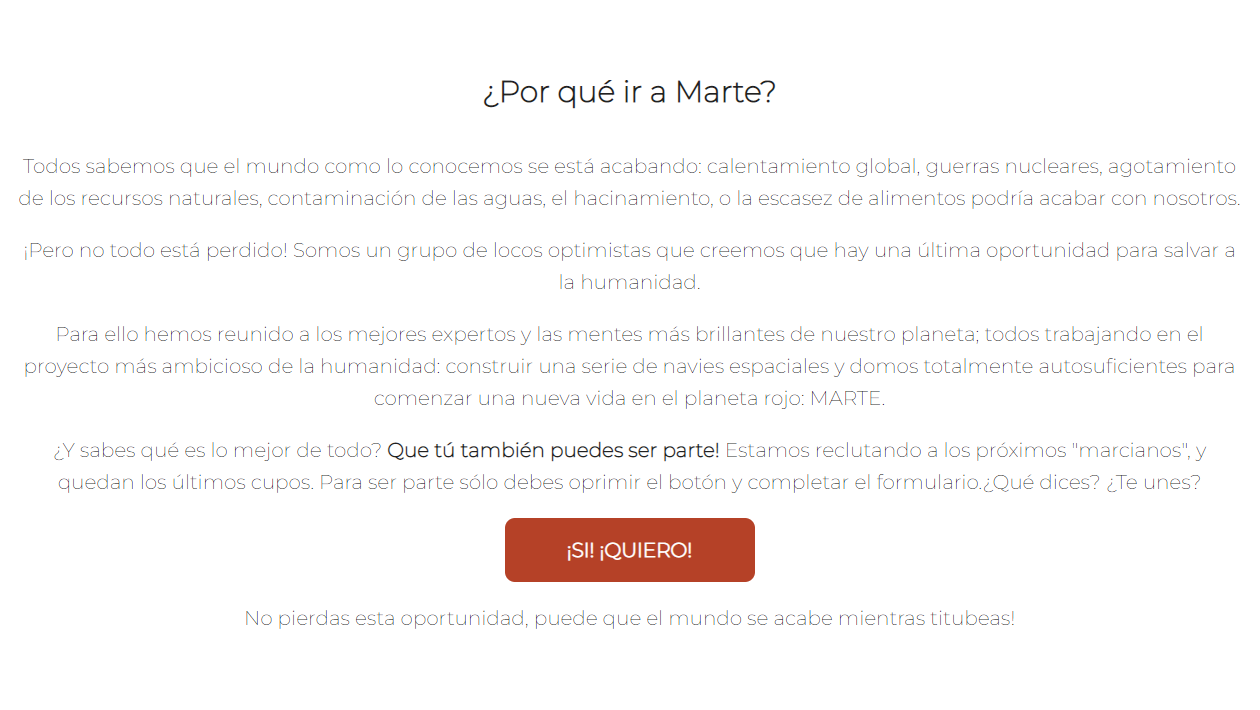 ¿Por qué ir a Marte?
Todos sabemos que el mundo como lo conocemos se está acabando: calentamiento global, guerras nucleares, agotamiento
de los recursos naturales, contaminación de las aguas, el hacinamiento, o la escasez de alimentos podría acabar con nosotros.
¡Pero no todo está perdido! Somos un grupo de locos optimistas que creemos que hay una última oportunidad para salvar a
la humanidad.
Para ello hemos reunido a los mejores expertos y las mentes más brillantes de nuestro planeta; todos trabajando en el
proyecto más ambicioso de la humanidad: construir una serie de navies espaciales y domos totalmente autosuficientes para
comenzar una nueva vida en el planeta rojo: MARTE.
¿Y sabes qué es lo mejor de todo? Que tú también puedes ser parte! Estamos reclutando a los próximos "marcianos", y
quedan los últimos cupos. Para ser parte sólo debes oprimir el botón y completar el formulario.¿Qué dices? ¿Te unes?
¡SI! ¡QUIERO!
No pierdas esta oportunidad, puede que el mundo se acabe mientras titubeas!